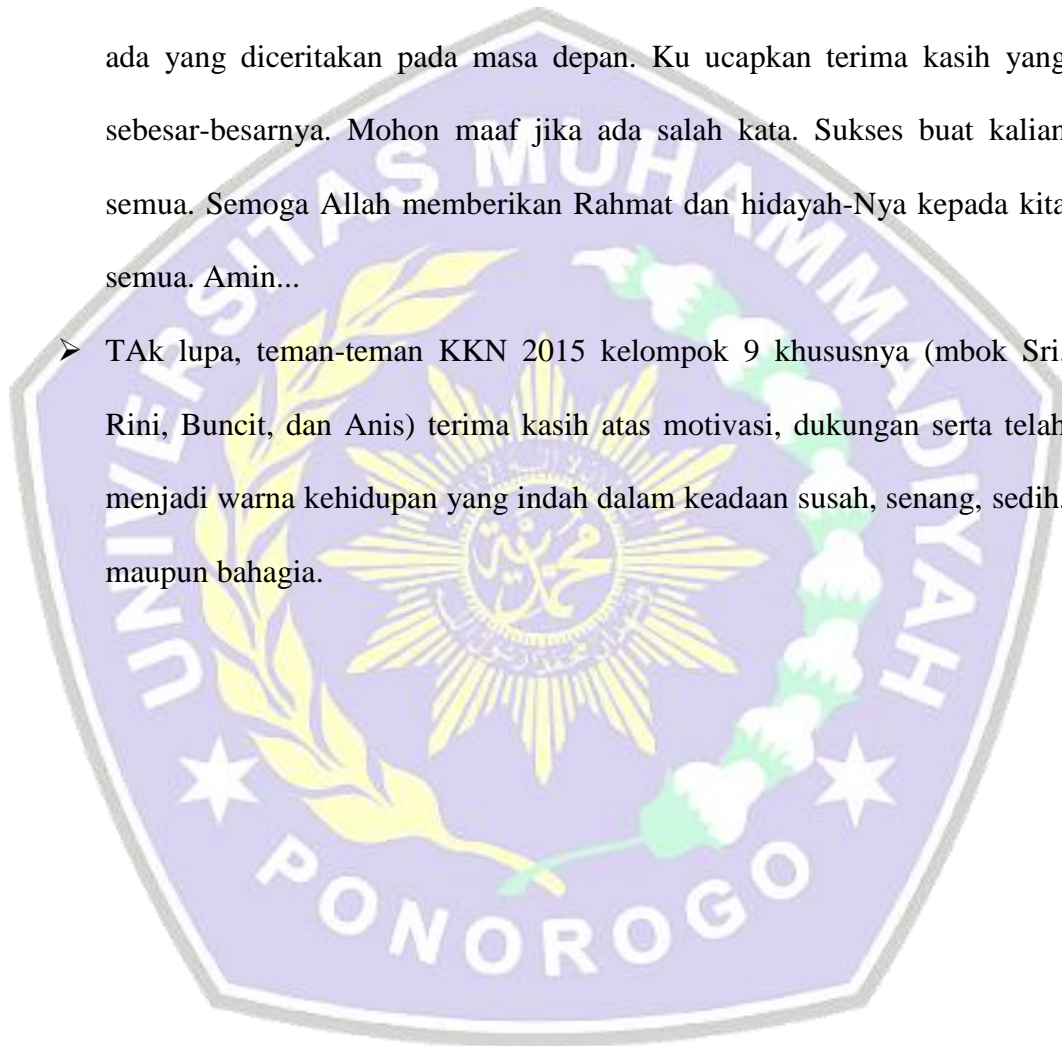 ada yang diceritakan pada masa depan. Ku ucapkan terima kasih yang
sebesar-besarnya. Mohon maaf jika ada salah kata. Sukses buat kalian
semua. Semoga Allah memberikan Rahmat dan hidayah-Nya kepada kita
semua. Amin...
➢ TAk lupa, teman-teman KKN 2015 kelompok 9 khususnya (mbok Sri,
Rini, Buncit, dan Anis) terima kasih atas motivasi, dukungan serta telah
menjadi warna kehidupan yang indah dalam keadaan susah, senang, sedih,
maupun bahagia.
UNIVERSITAS MUHAMMADIYAH
PONOROGO